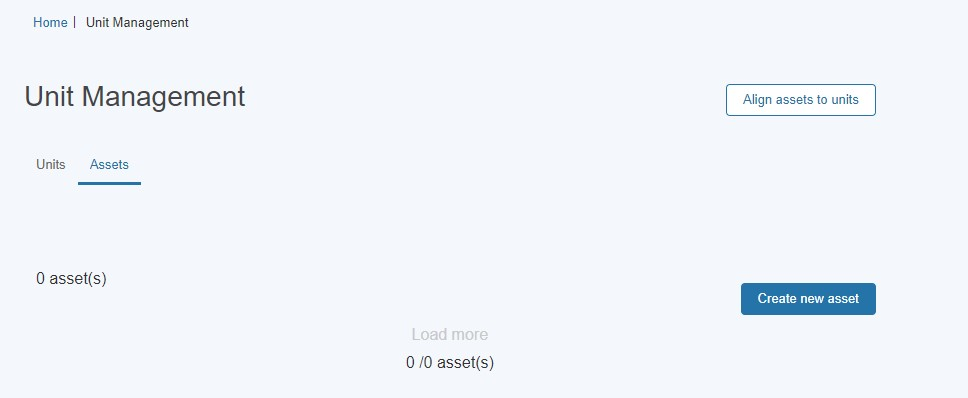 Home | Unit Management
Unit Management
Align assets to units
Units Assets
0 asset(s)
Create new asset
Load more
0 /0 asset(s)